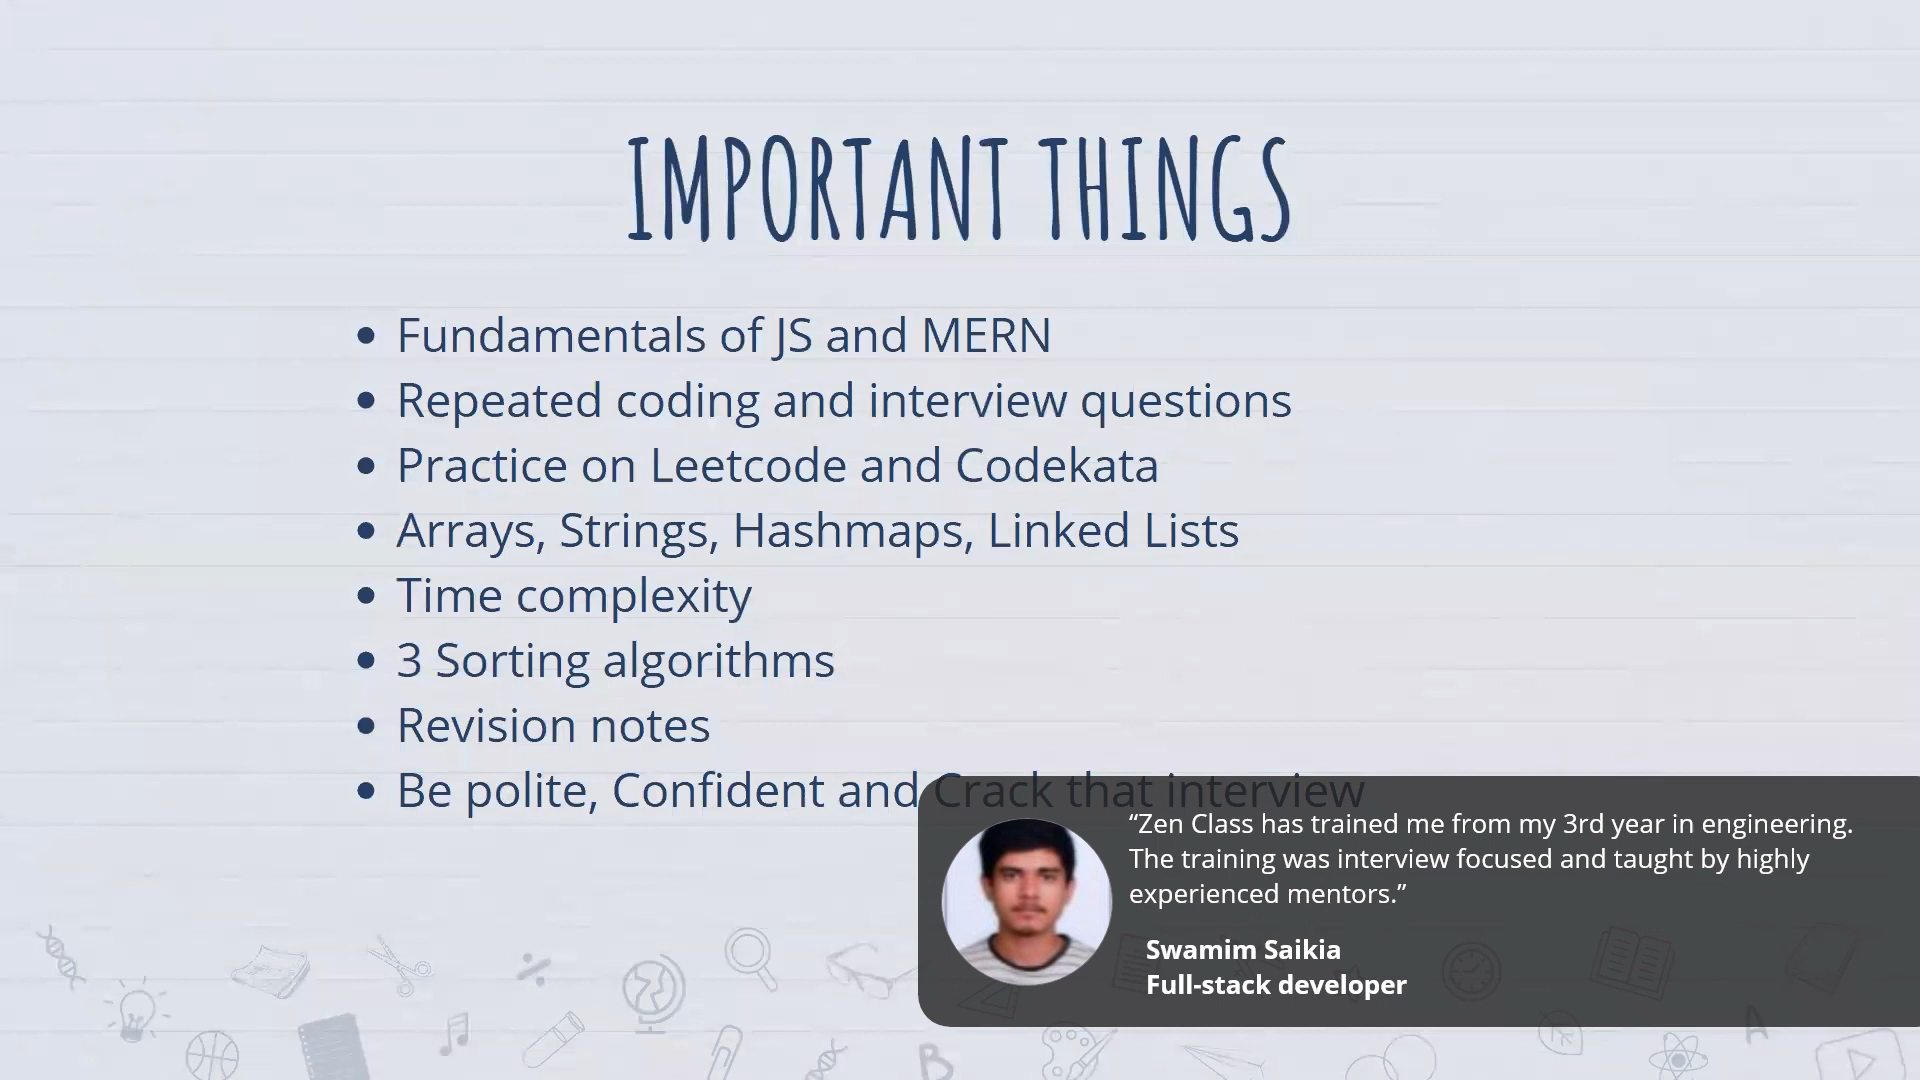 IMPORTANT THINGS
• Fundamentals of JS and MERN
• Repeated coding and interview questions
• Practice on Leetcode and Codekata
• Arrays, Strings, Hashmaps, Linked Lists
• Time complexity
• 3 Sorting algorithms
• Revision notes
• Be polite, Confident and Crack that interview
“Zen Class has trained me from my 3rd year in engineering.
The training was interview focused and taught by highly
experienced mentors.”
Swamim Saikia
Full-stack developer
B
A